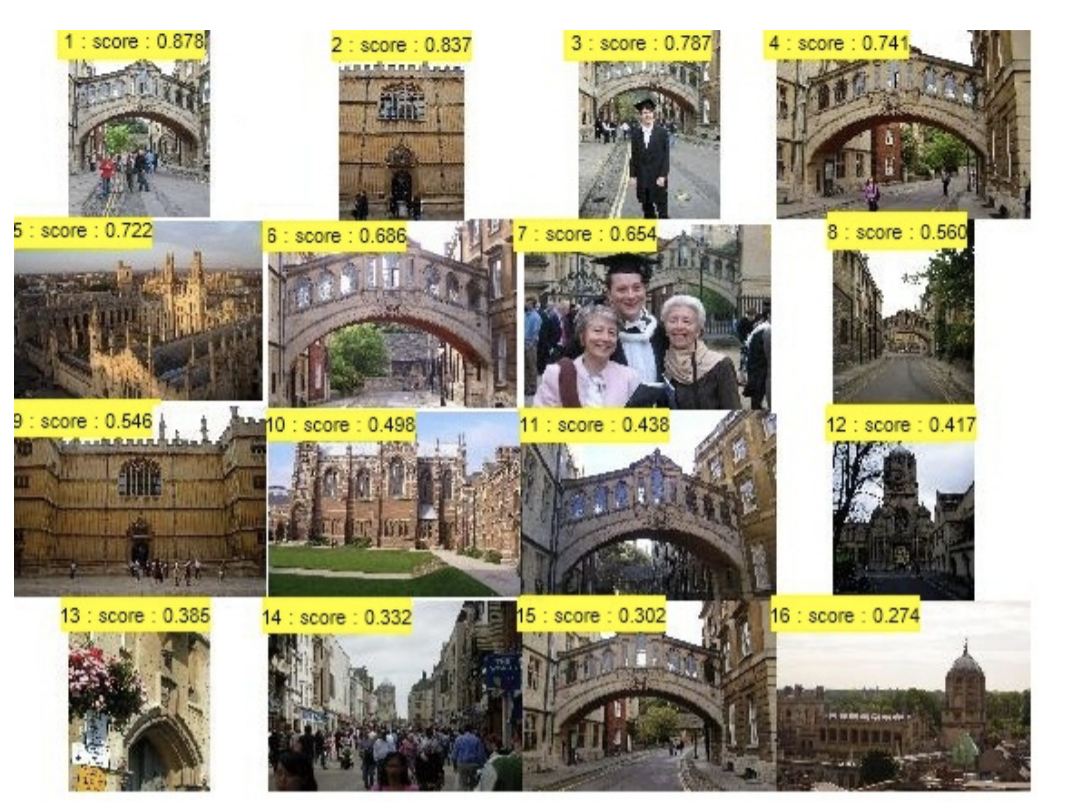 1 : score : 0.878
2 : score : 0.837
3 : score : 0.787
4 : score : 0.741
5 : score : 0.722
6 : score : 0.686
7 : score : 0.654
8 : score : 0.560
9 : score : 0.546
10 : score : 0.498
11 : score : 0.438
12 : score : 0.417
13 : score : 0.385
14 : score : 0.332
15 : score : 0.302
16 : score : 0.274